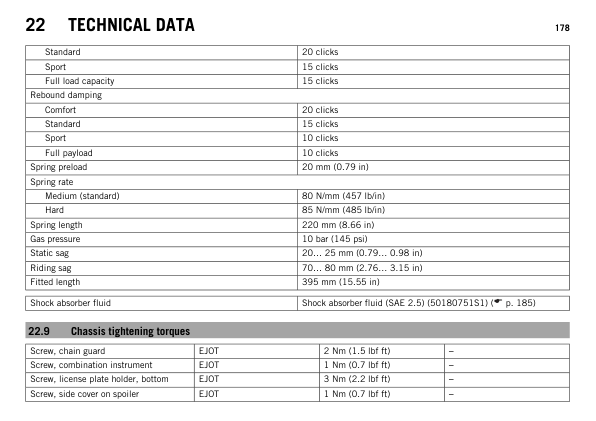 22 TECHNICAL DATA 178
Standard 20 clicks
Sport 15 clicks
Full load capacity 15 clicks
Rebound damping
Comfort 20 clicks
Standard 15 clicks
Sport 10 clicks
Full payload 10 clicks
Spring preload 20 mm (0.79 in)
Spring rate
Medium (standard) 80 N/mm (457 lb/in)
Hard 85 N/mm (485 lb/in)
Spring length 220 mm (8.66 in)
Gas pressure 10 bar (145 psi)
Static sag 20… 25 mm (0.79… 0.98 in)
Riding sag 70… 80 mm (2.76… 3.15 in)
Fitted length 395 mm (15.55 in)
Shock absorber fluid Shock absorber fluid (SAE 2.5) (50180751S1) (☛ p. 185)
22.9 Chassis tightening torques
Screw, chain guard EJOT 2 Nm (1.5 lbf ft) –
Screw, combination instrument EJOT 1 Nm (0.7 lbf ft) –
Screw, license plate holder, bottom EJOT 3 Nm (2.2 lbf ft) –
Screw, side cover on spoiler EJOT 1 Nm (0.7 lbf ft) –